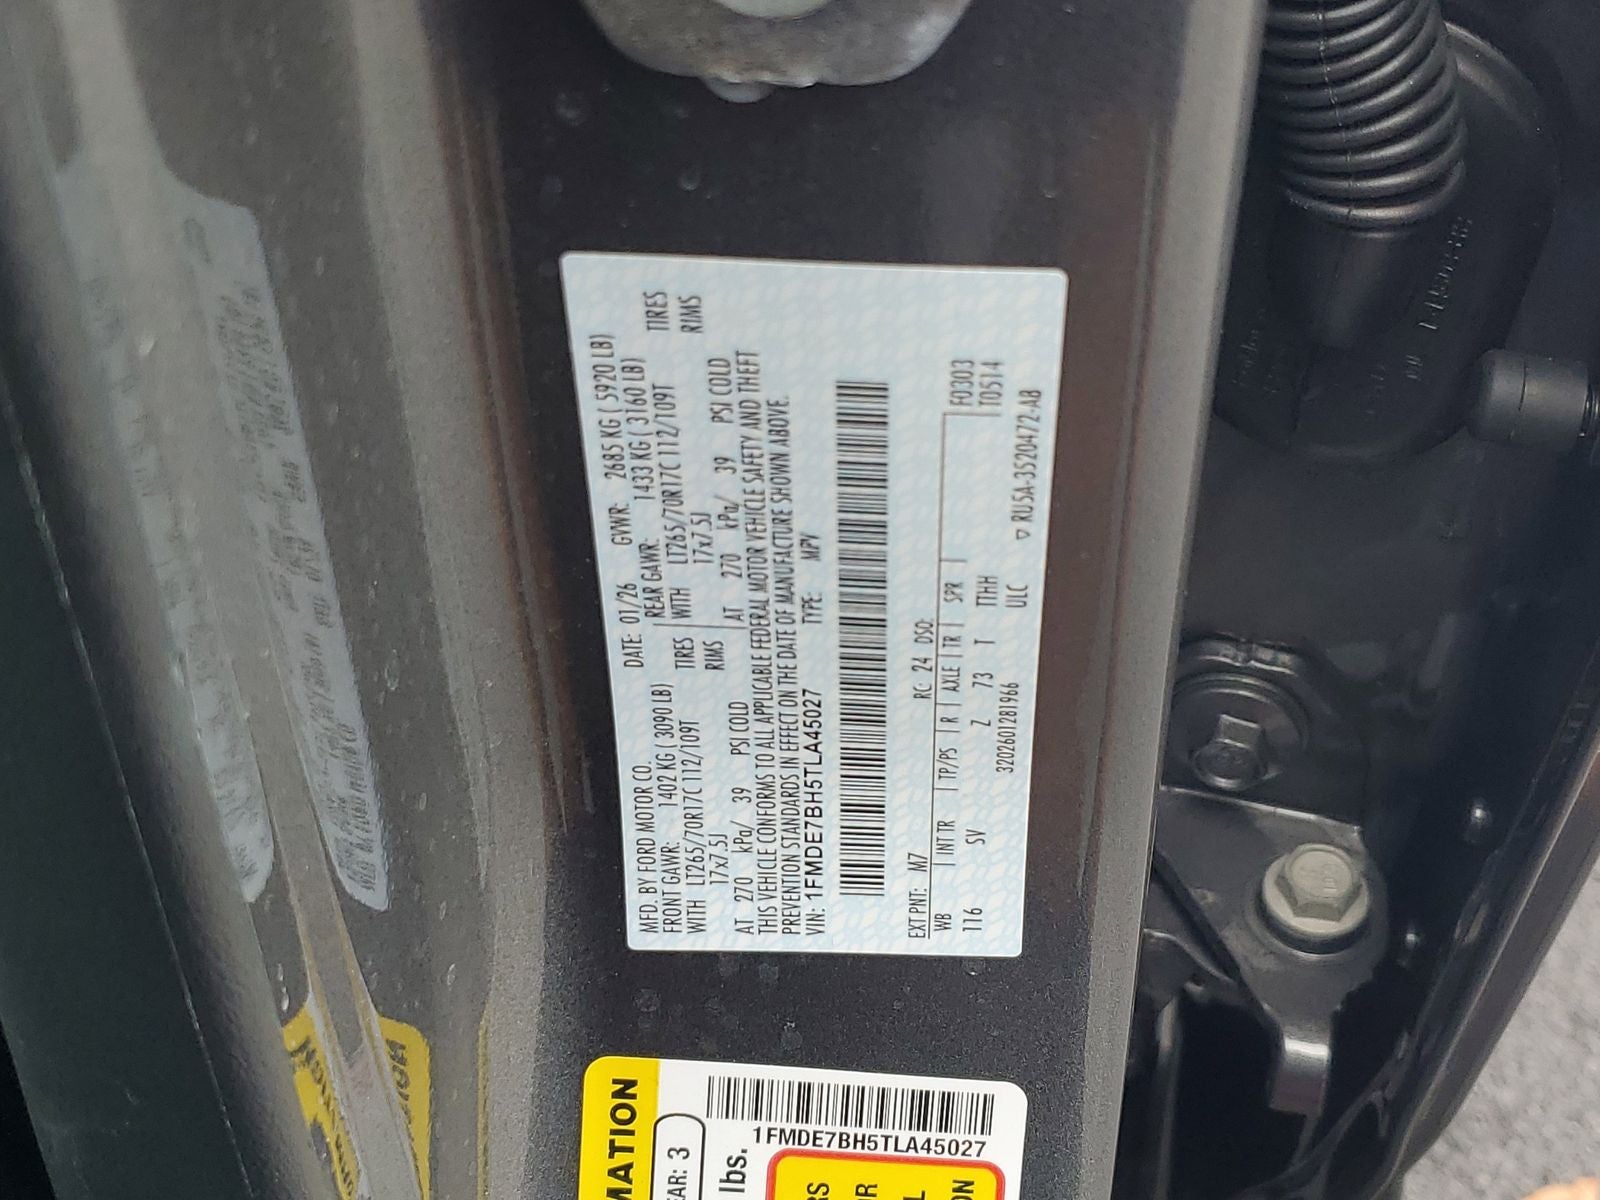 MFD. BY FORD MOTOR CO. DATE: 01/26 GVWR: 2685 KG ( 5920 LB)
FRONT GAWR: 1402 KG ( 3090 LB) REAR GAWR: 1433 KG ( 3160 LB)
WITH LT265/70R17C 112/109T TIRES WITH LT265/70R17C 112/109T TIRES
17x7.5J RIMS 17x7.5J RIMS
AT 270 kPa/ 39 PSI COLD AT 270 kPa/ 39 PSI COLD
THIS VEHICLE CONFORMS TO ALL APPLICABLE FEDERAL MOTOR VEHICLE SAFETY AND THEFT
PREVENTION STANDARDS IN EFFECT ON THE DATE OF MANUFACTURE SHOWN ABOVE.
VIN: 1FMDE7BH5TLA45027 TYPE: MPV
EXT PNT: M7 RC: 24 DSO:
WB INT TR TP/PS R AXLE TR SPR F0303
116 SV Z 73 T TTHH T0514
320260128 1966 ULC ▽ RU5A-3520472-AB
MATION
EAR: 3
lbs.
1FMDE7BH5TLA45027